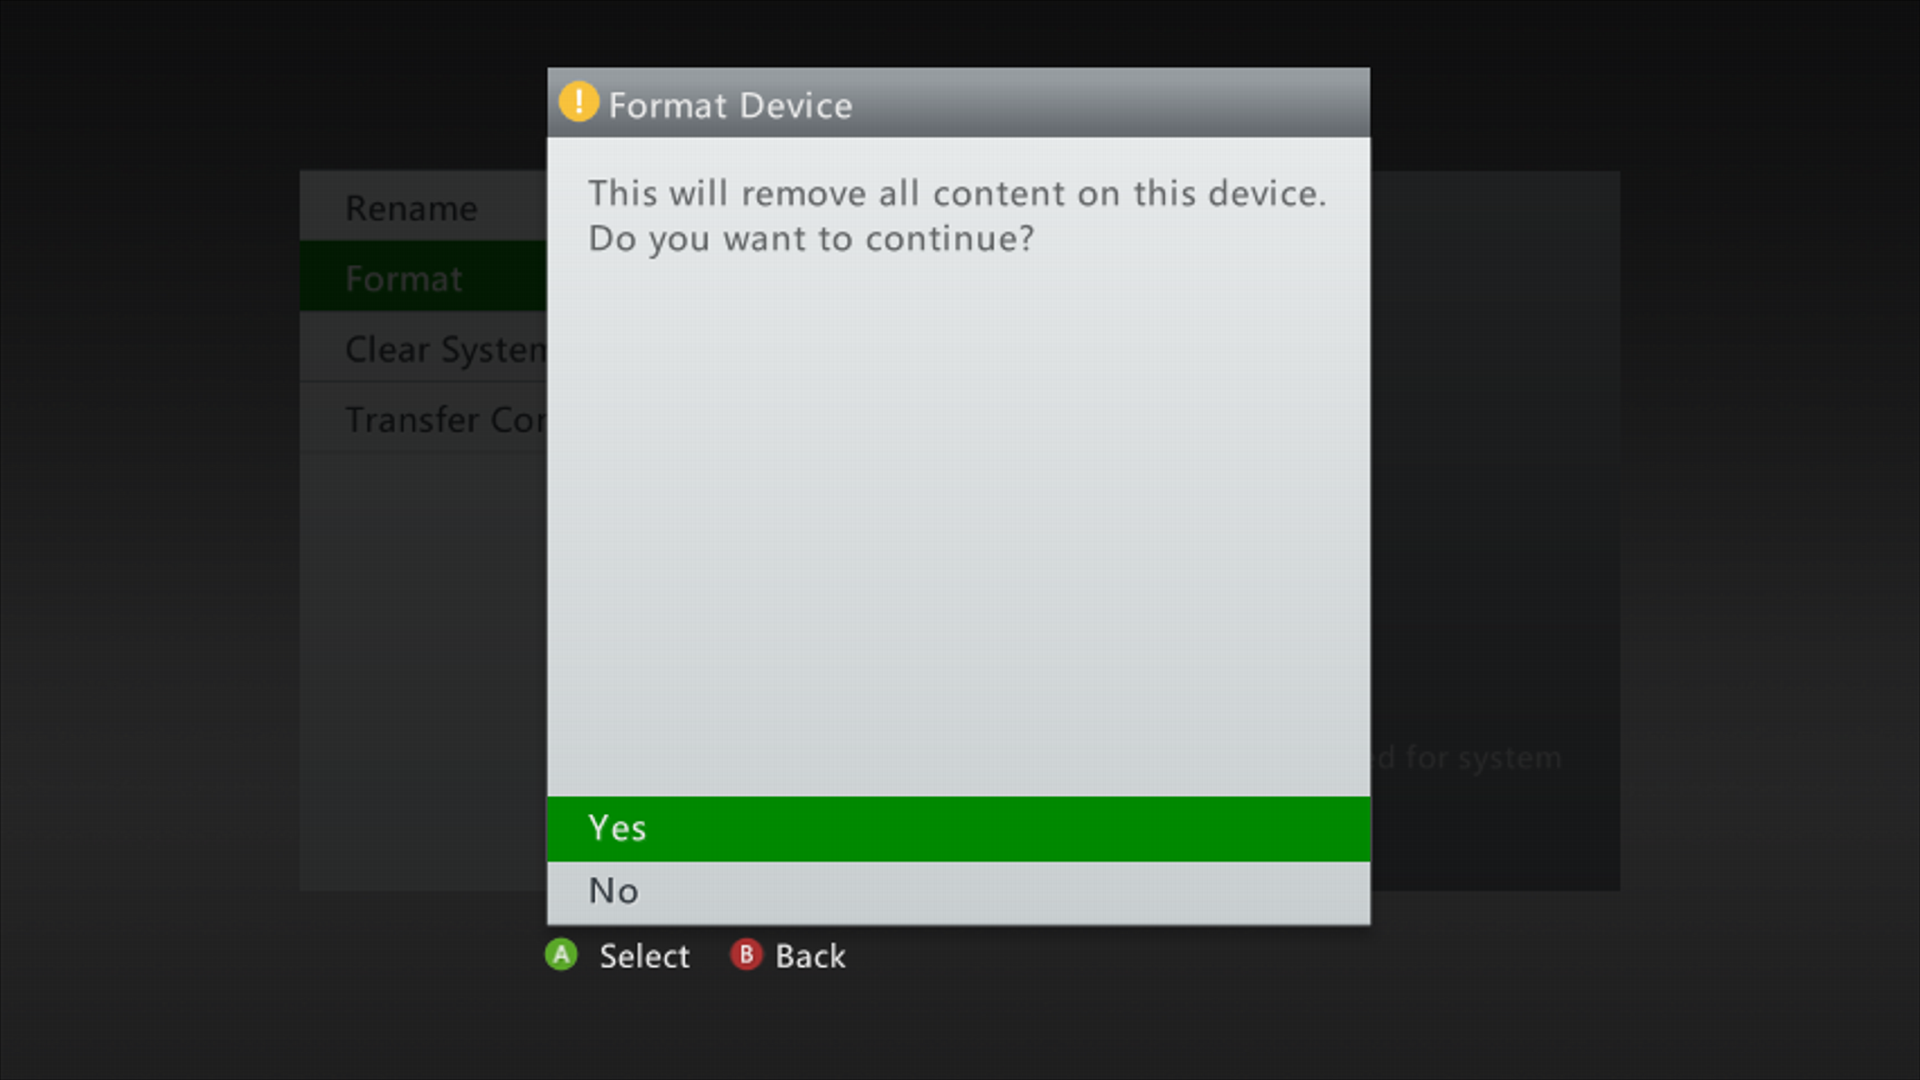 Format Device
This will remove all content on this device.
Do you want to continue?
Rename
Format
Clear System
Transfer
for system
Yes
No
A Select B Back